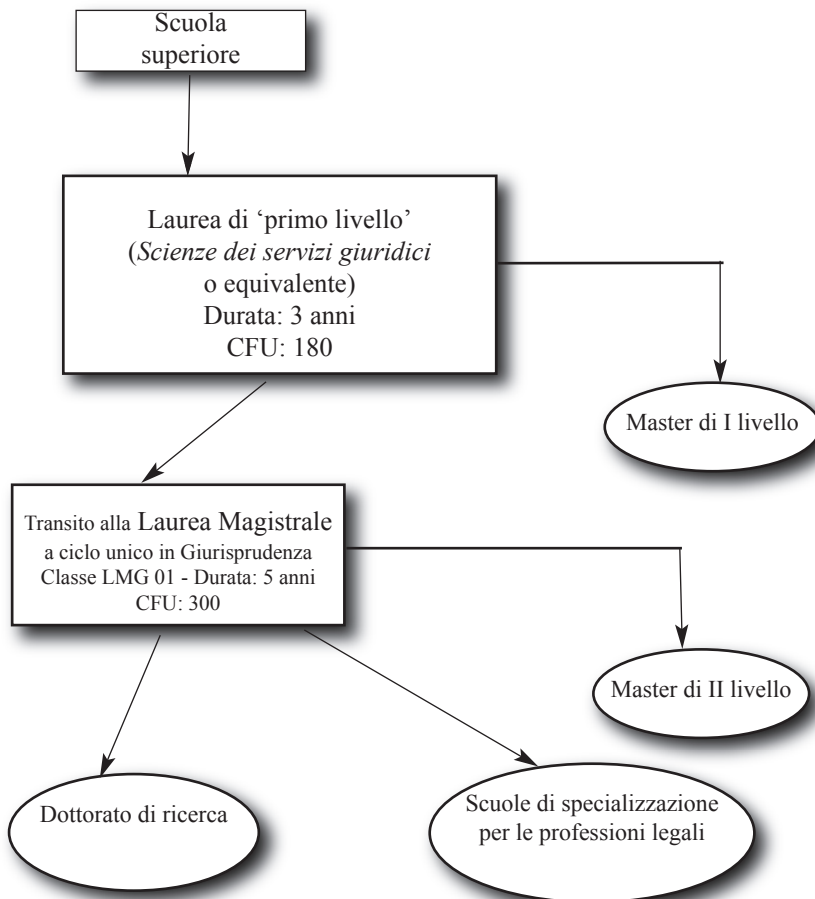 Scuola
superiore
Laurea di ‘primo livello’
(Scienze dei servizi giuridici
o equivalente)
Durata: 3 anni
CFU: 180
Master di I livello
Transito alla Laurea Magistrale
a ciclo unico in Giurisprudenza
Classe LMG 01 - Durata: 5 anni
CFU: 300
Master di II livello
Dottorato di ricerca
Scuole di specializzazione
per le professioni legali